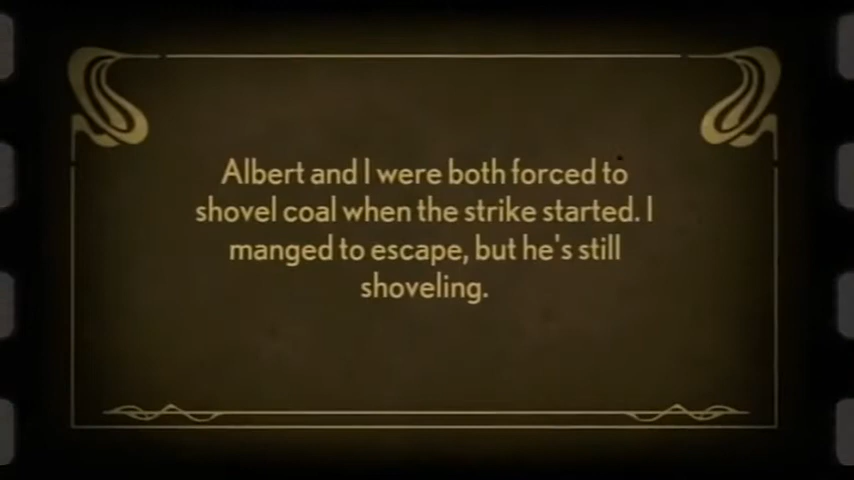 Albert and I were both forced to
shovel coal when the strike started. I
manged to escape, but he's still
shoveling.